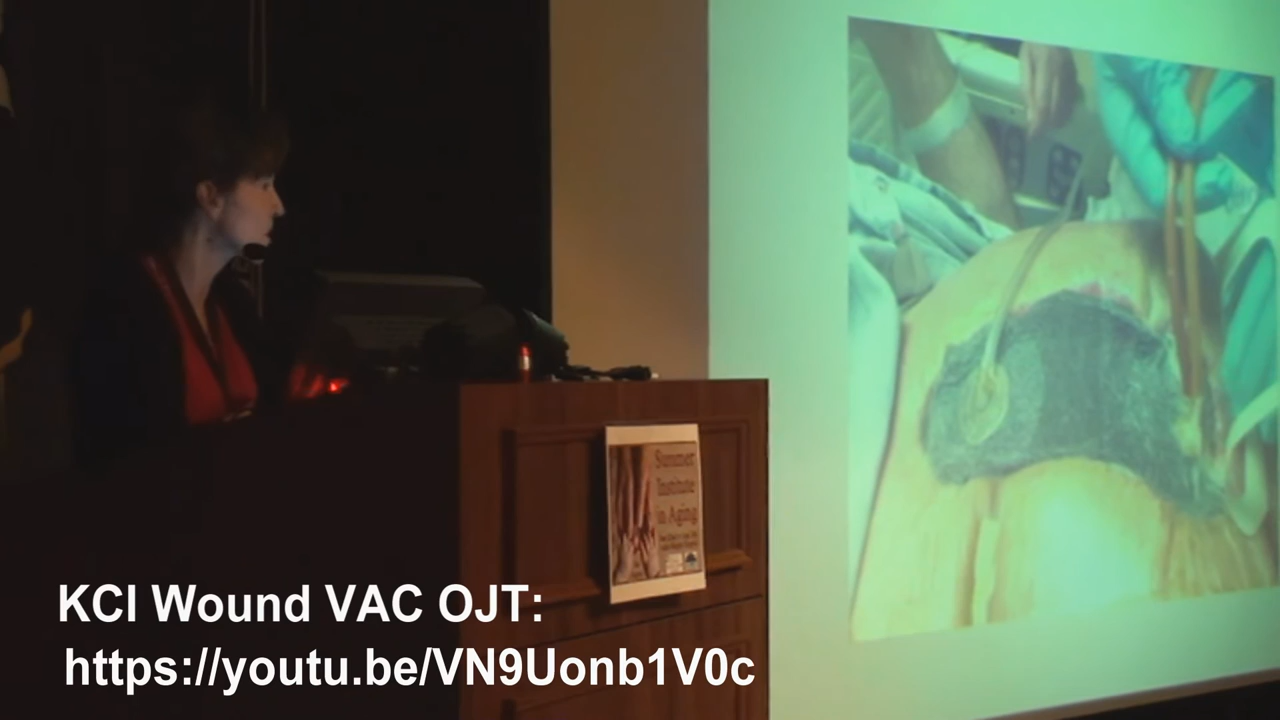 Summer
Institute
in Aging
KCI Wound VAC OJT:
https://youtu.be/VN9Uonb1V0c